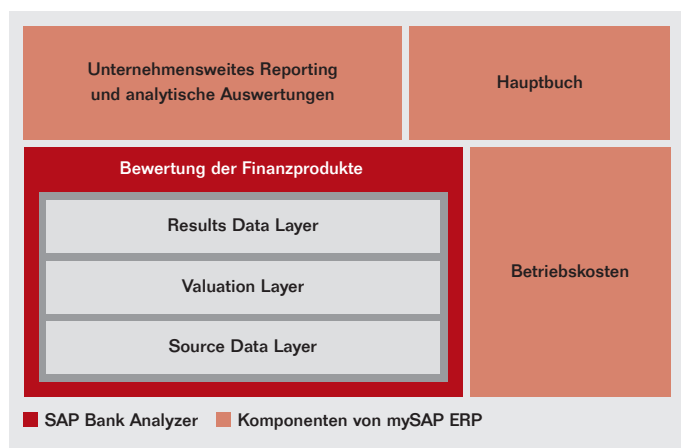 Unternehmensweites Reporting
und analytische Auswertungen
Hauptbuch
Bewertung der Finanzprodukte
Results Data Layer
Valuation Layer
Source Data Layer
Betriebskosten
SAP Bank Analyzer
Komponenten von mySAP ERP